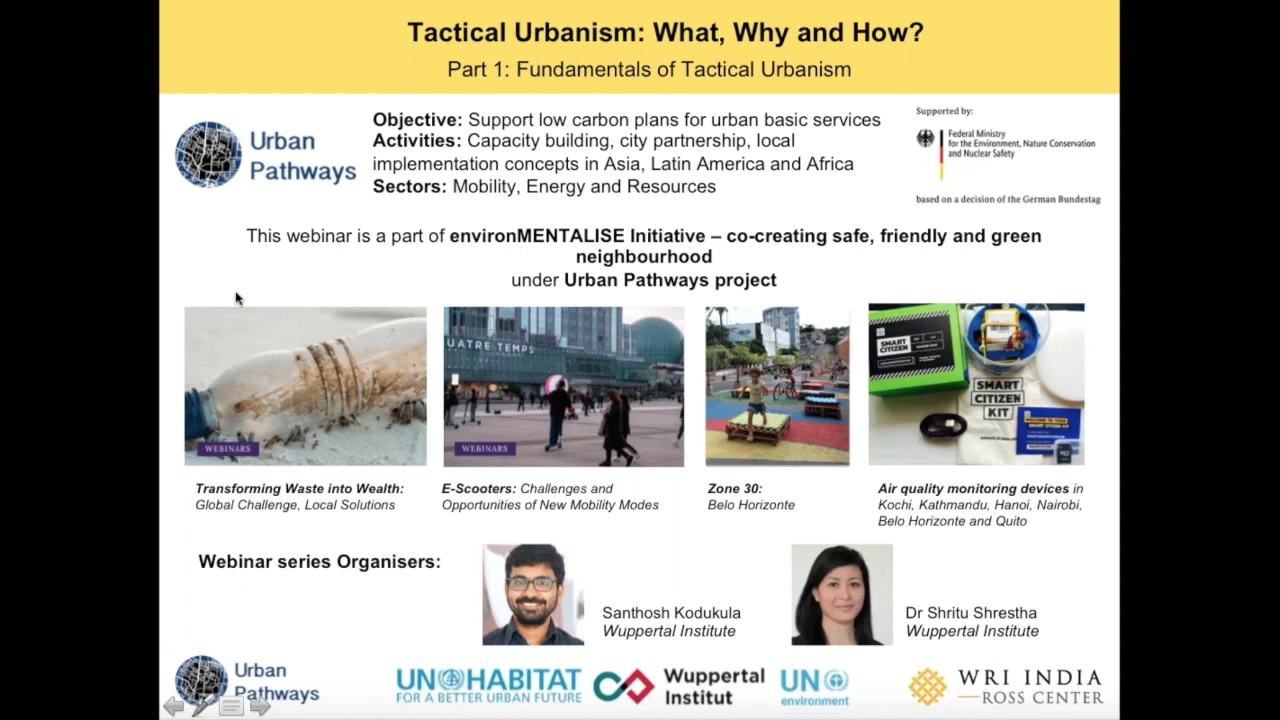 Tactical Urbanism: What, Why and How?
Part 1: Fundamentals of Tactical Urbanism
Urban
Pathways
Objective: Support low carbon plans for urban basic services
Activities: Capacity building, city partnership, local
implementation concepts in Asia, Latin America and Africa
Sectors: Mobility, Energy and Resources
Supported by:
Federal Ministry
for the Environment, Nature Conservation
and Nuclear Safety
based on a decision of the German Bundestag
This webinar is a part of environMENTALISE Initiative – co-creating safe, friendly and green
neighbourhood
under Urban Pathways project
WEBINARS
UATRE TEMPS
WEBINARS
SMART
CITIZEN
SMART
CITIZEN
KIT
Transforming Waste into Wealth:
Global Challenge, Local Solutions
E-Scooters: Challenges and
Opportunities of New Mobility Modes
Zone 30:
Belo Horizonte
Air quality monitoring devices in
Kochi, Kathmandu, Hanoi, Nairobi,
Belo Horizonte and Quito
Webinar series Organisers:
Santhosh Kodukula
Wuppertal Institute
Dr Shritu Shrestha
Wuppertal Institute
Urban
Pathways
UN HABITAT
FOR A BETTER URBAN FUTURE
Wuppertal
Institut
UN
environment
WRI INDIA
ROSS CENTER